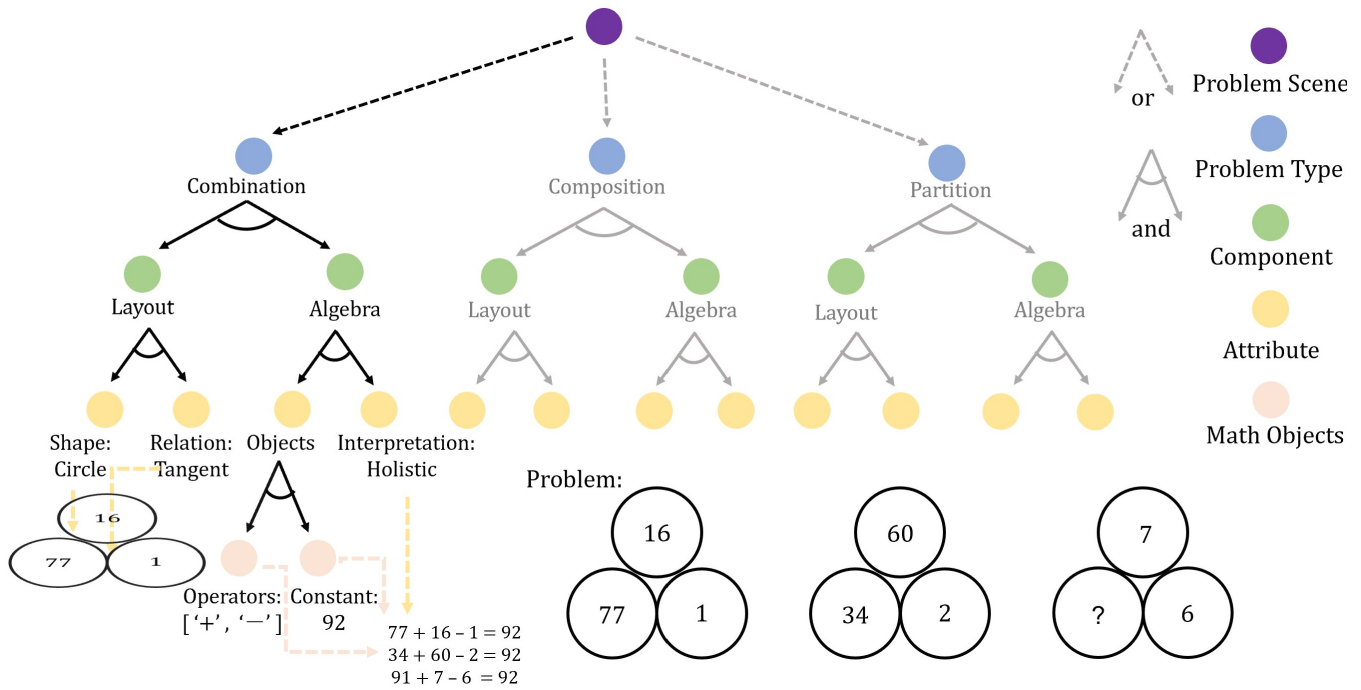 or
Problem Scene
Problem Type
and
Component
Attribute
Math Objects
Combination
Composition
Partition
Layout
Algebra
Layout
Algebra
Layout
Algebra
Shape:
Circle
Relation:
Tangent
Objects
Interpretation:
Holistic
16
77
1
Operators:
[‘+’, ‘—’]
Constant:
92
77 + 16 – 1 = 92
34 + 60 – 2 = 92
91 + 7 – 6 = 92
Problem:
16
77
1
60
34
2
7
?
6